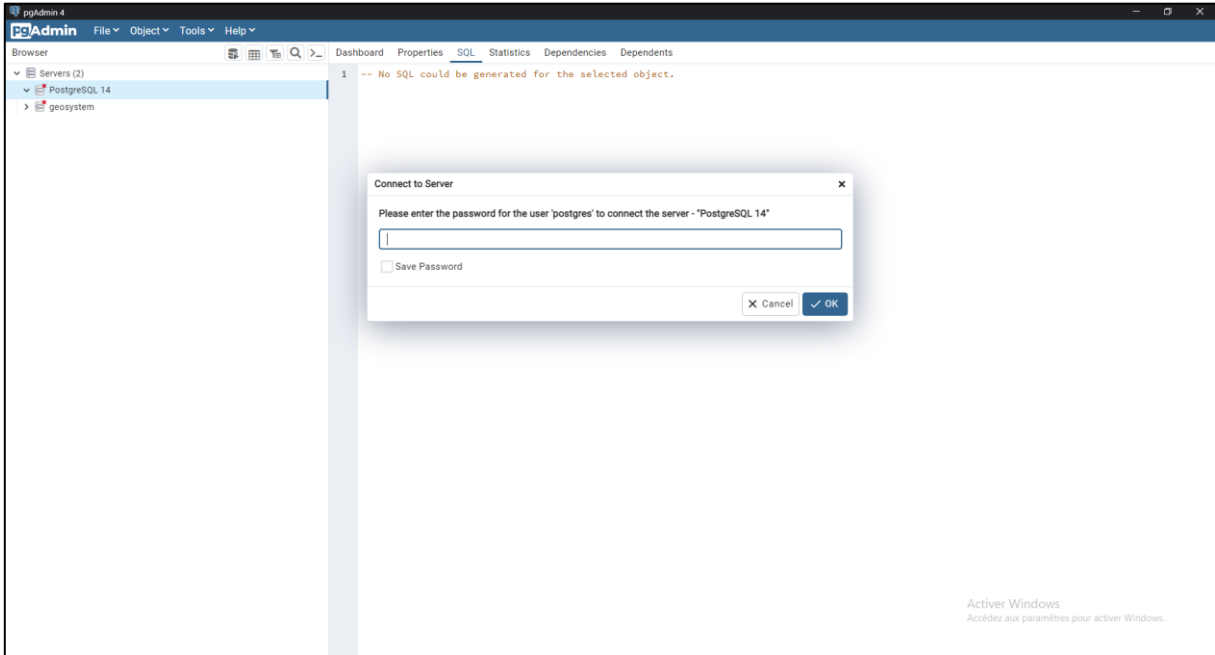 pgAdmin 4
pgAdmin File Object Tools Help
Browser
Dashboard Properties SQL Statistics Dependencies Dependents
Servers (2)
1 -- No SQL could be generated for the selected object.
PostgreSQL 14
geosystem
Connect to Server
Please enter the password for the user 'postgres' to connect the server - "PostgreSQL 14"
Save Password
Cancel OK
Activer Windows
Accédez aux paramètres pour activer Windows.